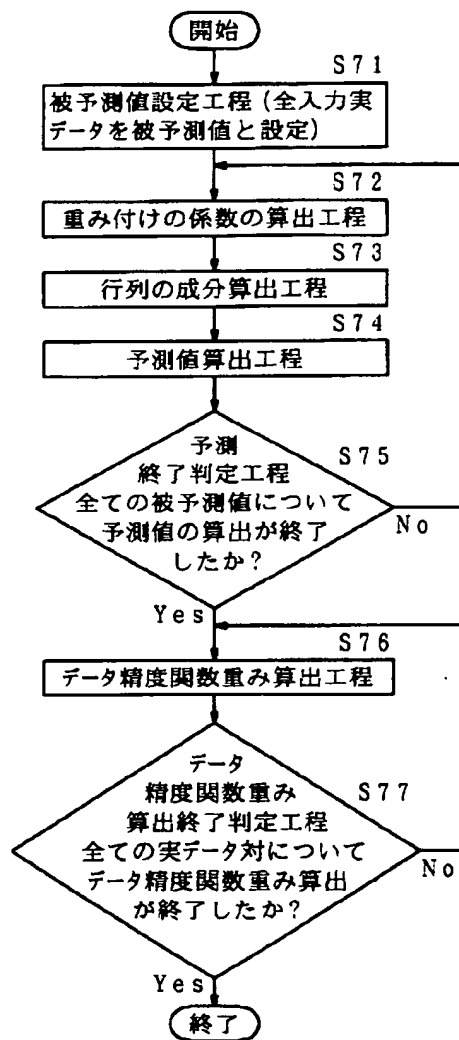 開始
S71
被予測値設定工程(全入力実
データを被予測値と設定)
S72
重み付けの係数の算出工程
S73
行列の成分算出工程
S74
予測値算出工程
S75
予測
終了判定工程
全ての被予測値について
予測値の算出が終了
したか?
No
Yes
S76
データ精度関数重み算出工程
S77
データ
精度関数重み
算出終了判定工程
全ての実データ対について
データ精度関数重み算出
が終了したか?
No
Yes
終了